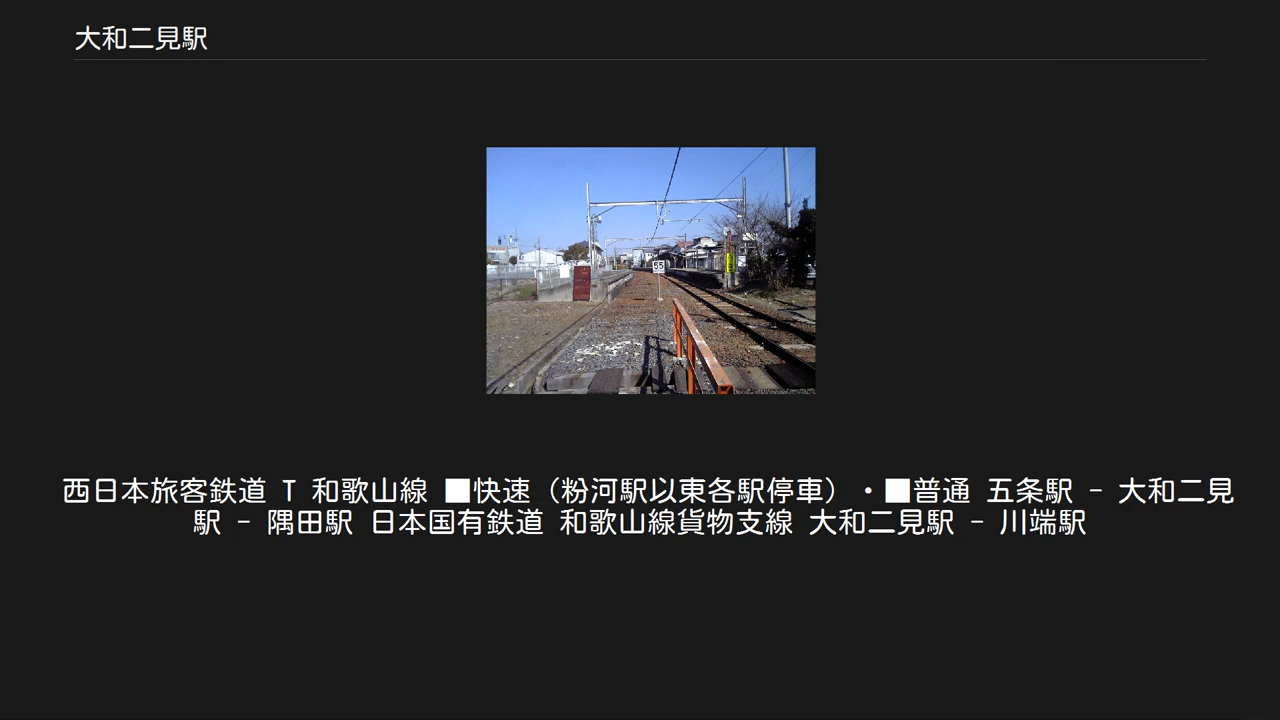 大和二見駅
西日本旅客鉄道 T 和歌山線 ■快速（粉河駅以東各駅停車）・■普通 五条駅 - 大和二見
駅 - 隅田駅 日本国有鉄道 和歌山線貨物支線 大和二見駅 - 川端駅